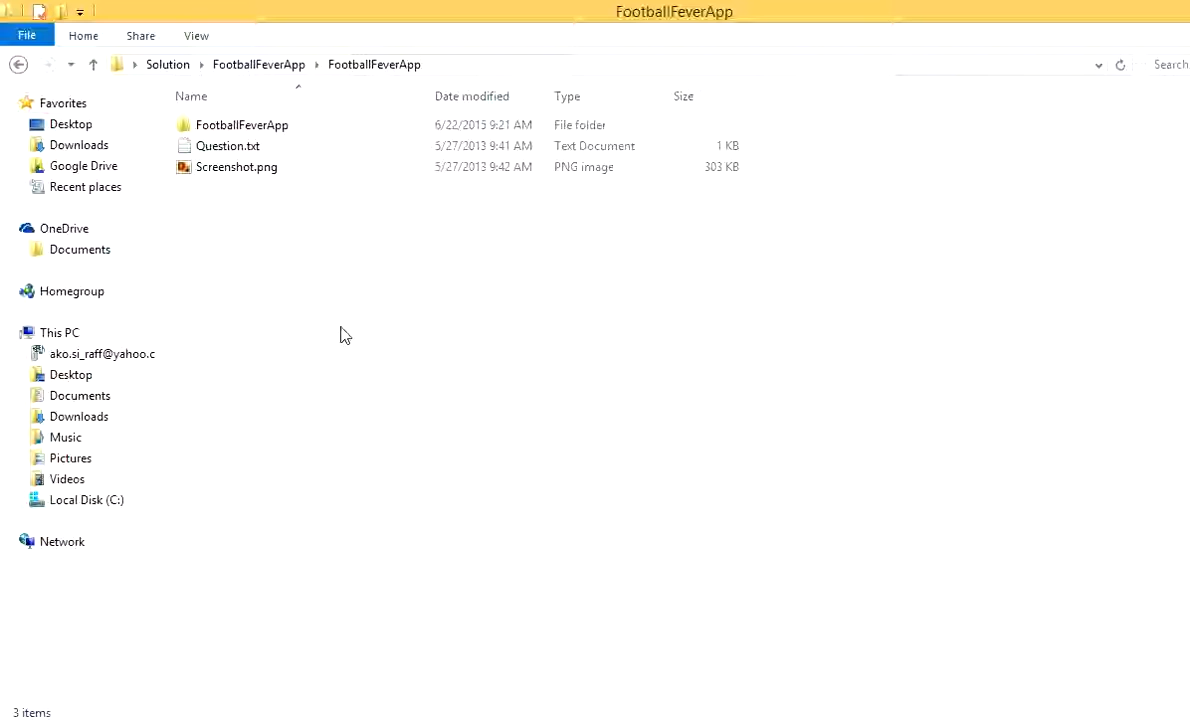 FootballFeverApp
File Home Share View
Solution FootballFeverApp FootballFeverApp Search
Name Date modified Type Size
FootballFeverApp 6/22/2015 9:21 AM File folder
Question.txt 5/27/2013 9:41 AM Text Document 1 KB
Screenshot.png 5/27/2013 9:42 AM PNG image 303 KB
Favorites
Desktop
Downloads
Google Drive
Recent places
OneDrive
Documents
Homegroup
This PC
ako.si_raff@yahoo.c
Desktop
Documents
Downloads
Music
Pictures
Videos
Local Disk (C:)
Network
3 items